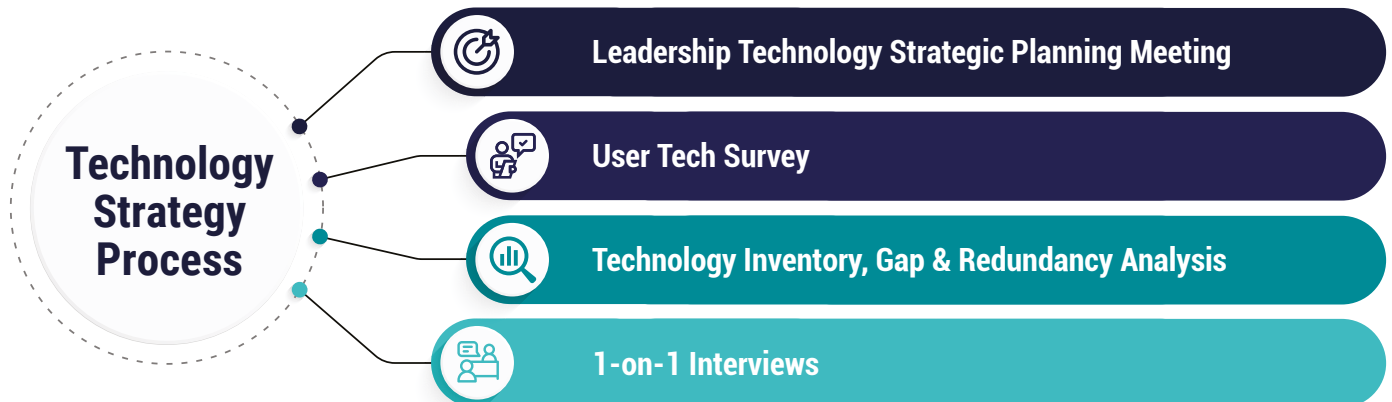 Technology
Strategy
Process
Leadership Technology Strategic Planning Meeting
User Tech Survey
Technology Inventory, Gap & Redundancy Analysis
1-on-1 Interviews